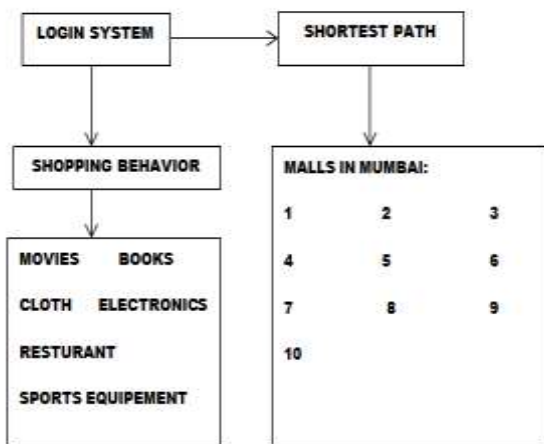 LOGIN SYSTEM
SHORTEST PATH
SHOPPING BEHAVIOR
MOVIES BOOKS
CLOTH ELECTRONICS
RESTURANT
SPORTS EQUIPEMENT
MALLS IN MUMBAI:
1 2 3
4 5 6
7 8 9
10